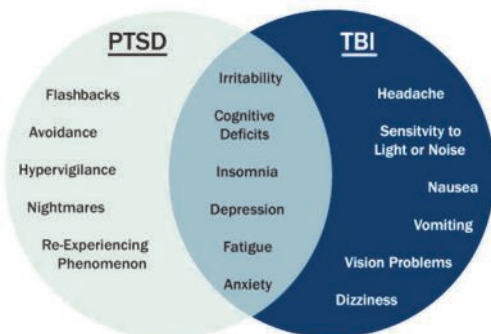 PTSD
Flashbacks
Avoidance
Hypervigilance
Nightmares
Re-Experiencing
Phenomenon
Irritability
Cognitive
Deficits
Insomnia
Depression
Fatigue
Anxiety
TBI
Headache
Sensitvity to
Light or Noise
Nausea
Vomiting
Vision Problems
Dizziness